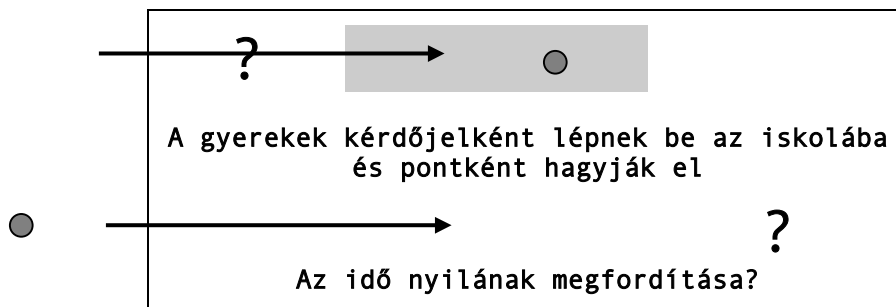 ?
A gyerekek kérdőjelként lépnek be az iskolába
és pontként hagyják el
?
Az idő nyilának megfordítása?